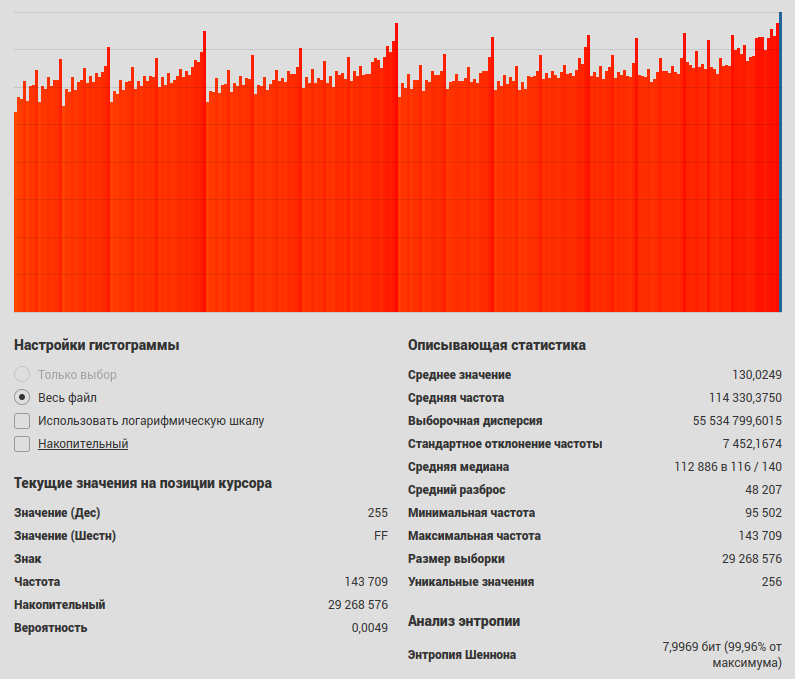 Настройки гистограммы
Только выбор
Весь файл
Использовать логарифмическую шкалу
Накопительный
Текущие значения на позиции курсора
Значение (Дес) 255
Значение (Шестн) FF
Знак
Частота 143 709
Накопительный 29 268 576
Вероятность 0,0049
Описывающая статистика
Среднее значение 130,0249
Средняя частота 114 330,3750
Выборочная дисперсия 55 534 799,6015
Стандартное отклонение частоты 7 452,1674
Средняя медиана 112 886 в 116 / 140
Средний разброс 48 207
Минимальная частота 95 502
Максимальная частота 143 709
Размер выборки 29 268 576
Уникальные значения 256
Анализ энтропии
Энтропия Шеннона 7,9969 бит (99,96% от
максимума)